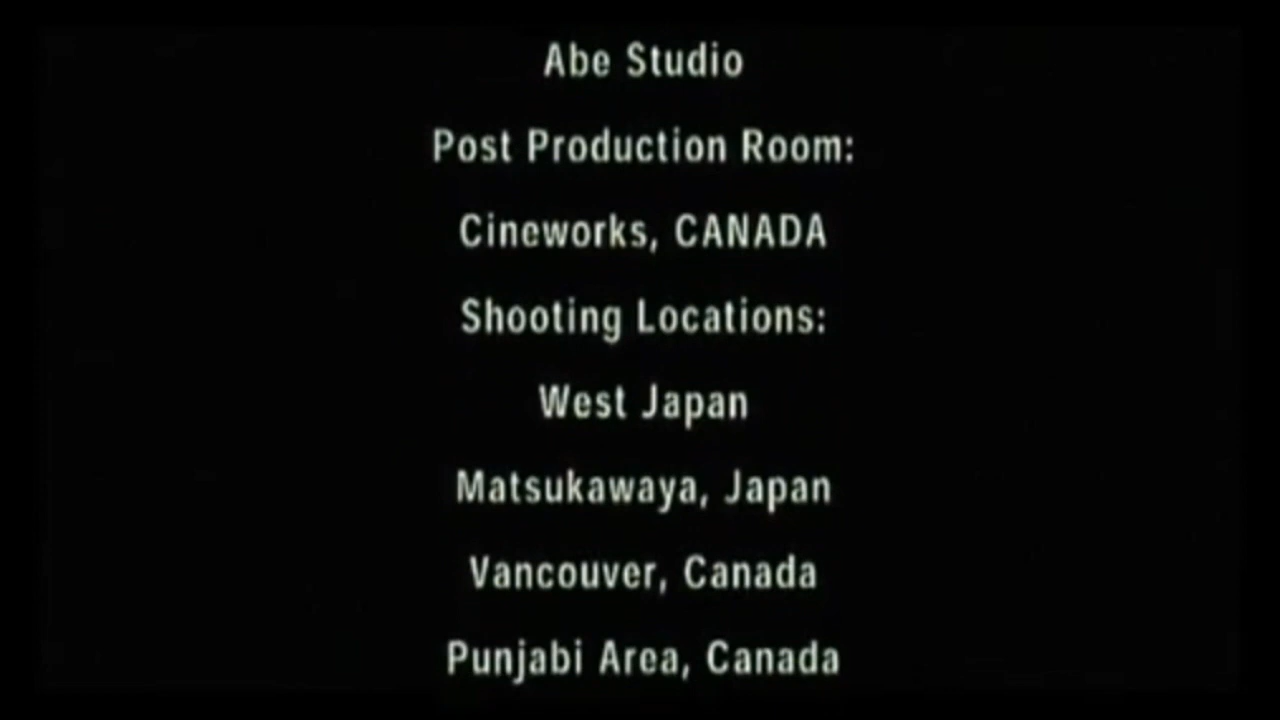 Abe Studio
Post Production Room:
Cineworks, CANADA
Shooting Locations:
West Japan
Matsukawaya, Japan
Vancouver, Canada
Punjabi Area, Canada